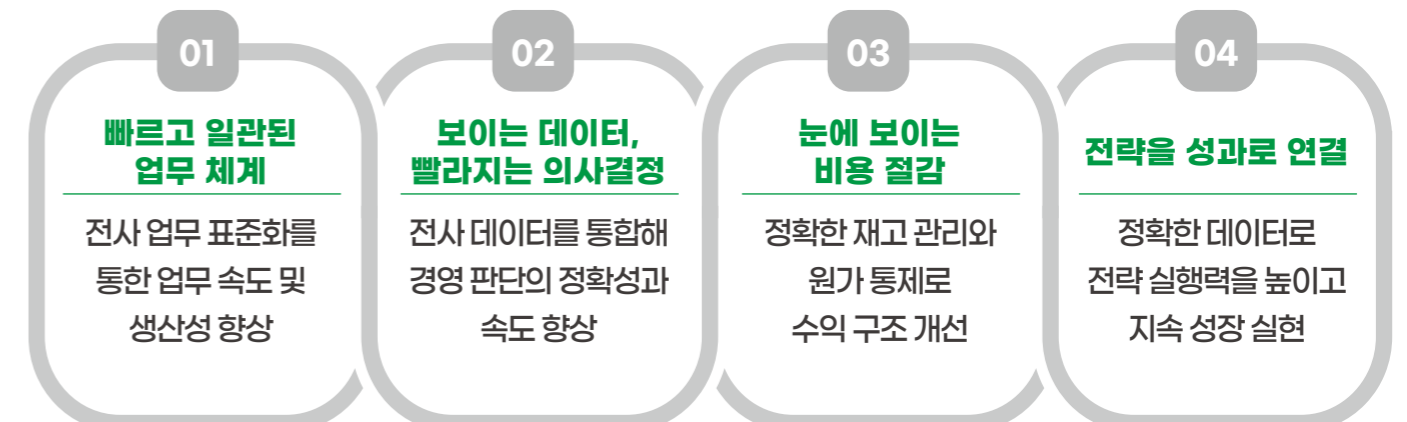 01
빠르고 일관된
업무 체계
전사 업무 표준화를
통한 업무 속도 및
생산성 향상
02
보이는 데이터,
빨라지는 의사결정
전사 데이터를 통합해
경영 판단의 정확성과
속도 향상
03
눈에 보이는
비용 절감
정확한 재고 관리와
원가 통제로
수익 구조 개선
04
전략을 성과로 연결
정확한 데이터로
전략 실행력을 높이고
지속 성장 실현